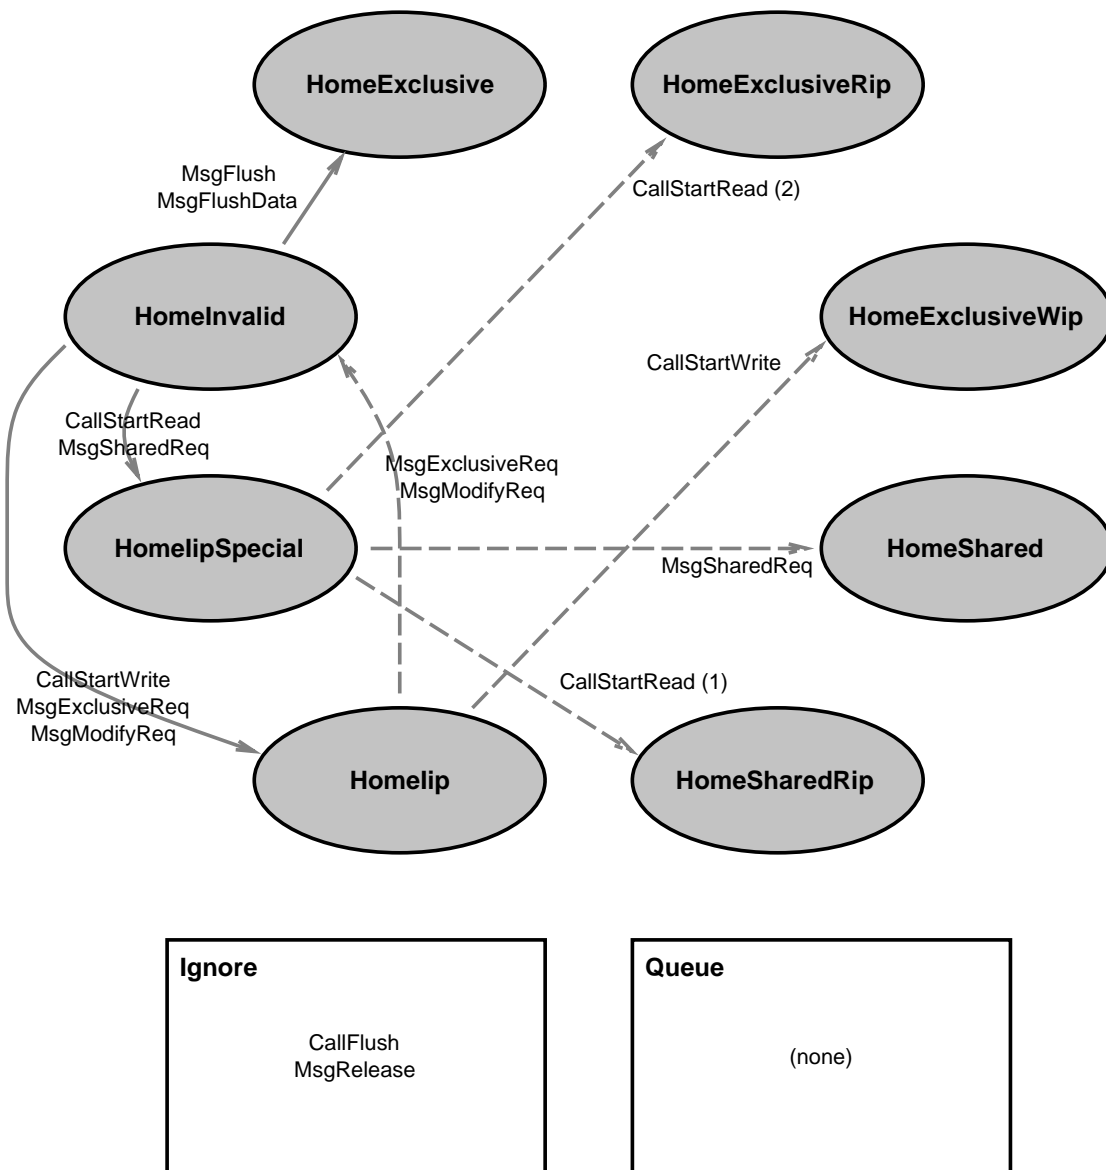 HomeExclusive
HomeExclusiveRip
MsgFlush
MsgFlushData
CallStartRead (2)
HomeInvalid
HomeExclusiveWip
CallStartWrite
CallStartRead
MsgSharedReq
MsgExclusiveReq
MsgModifyReq
HomeIipSpecial
HomeShared
MsgSharedReq
CallStartWrite
MsgExclusiveReq
MsgModifyReq
CallStartRead (1)
HomeIip
HomeSharedRip
Ignore
CallFlush
MsgRelease
Queue
(none)